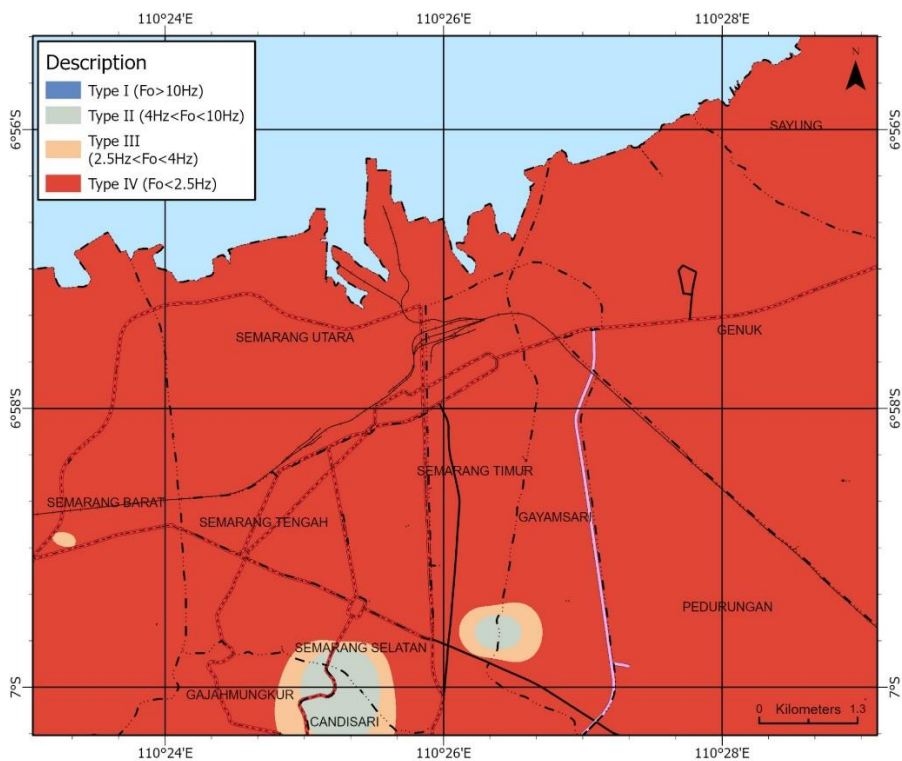 110°24'E
110°26'E
110°28'E
Description
Type I (Fo>10Hz)
Type II (4Hz<Fo<10Hz)
Type III
(2.5Hz<Fo<4Hz)
Type IV (Fo<2.5Hz)
N
6°56'S
6°56'S
SAYUNG
SEMARANG UTARA
GENUK
6°58'S
6°58'S
SEMARANG TIMUR
SEMARANG BARAT
SEMARANG TENGAH
GAYAMSARI
PEDURUNGAN
SEMARANG SELATAN
7°S
7°S
GAJAHMUNGKUR
CANDISARI
0 Kilometers 1.3
110°24'E
110°26'E
110°28'E